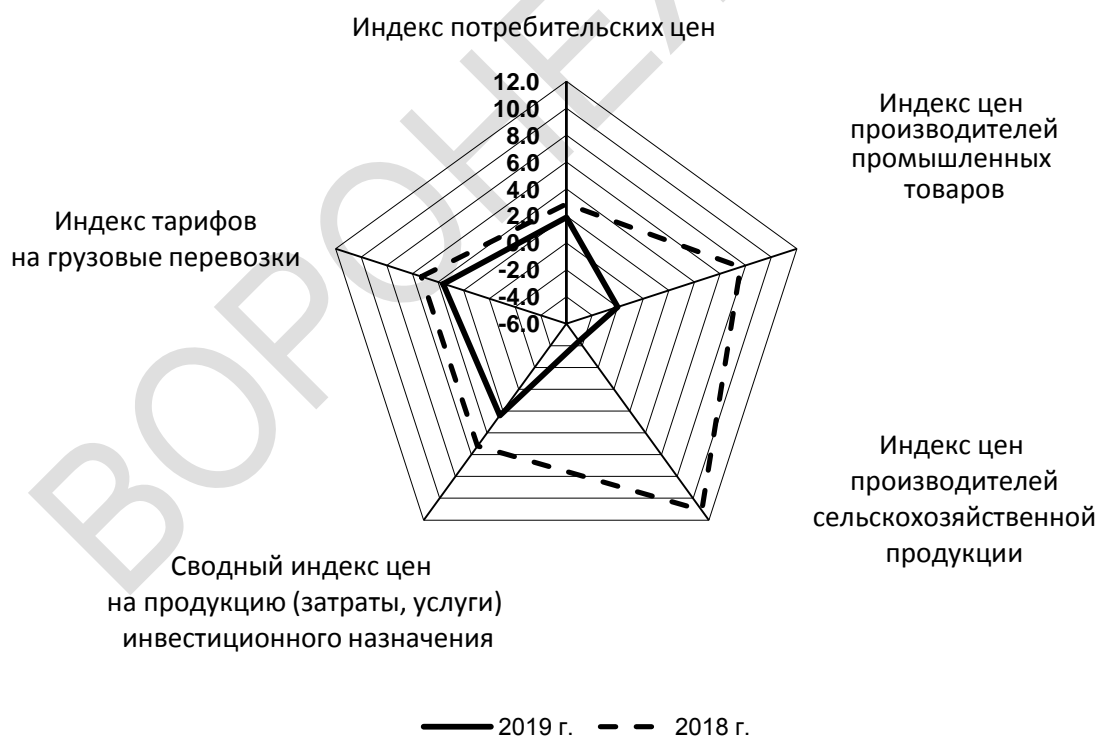 Индекс потребительских цен
12.0
10.0
8.0
6.0
4.0
2.0
0.0
-2.0
-4.0
-6.0
Индекс цен
производителей
промышленных
товаров
Индекс тарифов
на грузовые перевозки
Индекс цен
производителей
сельскохозяйственной
продукции
Сводный индекс цен
на продукцию (затраты, услуги)
инвестиционного назначения
2019 г. 2018 г.